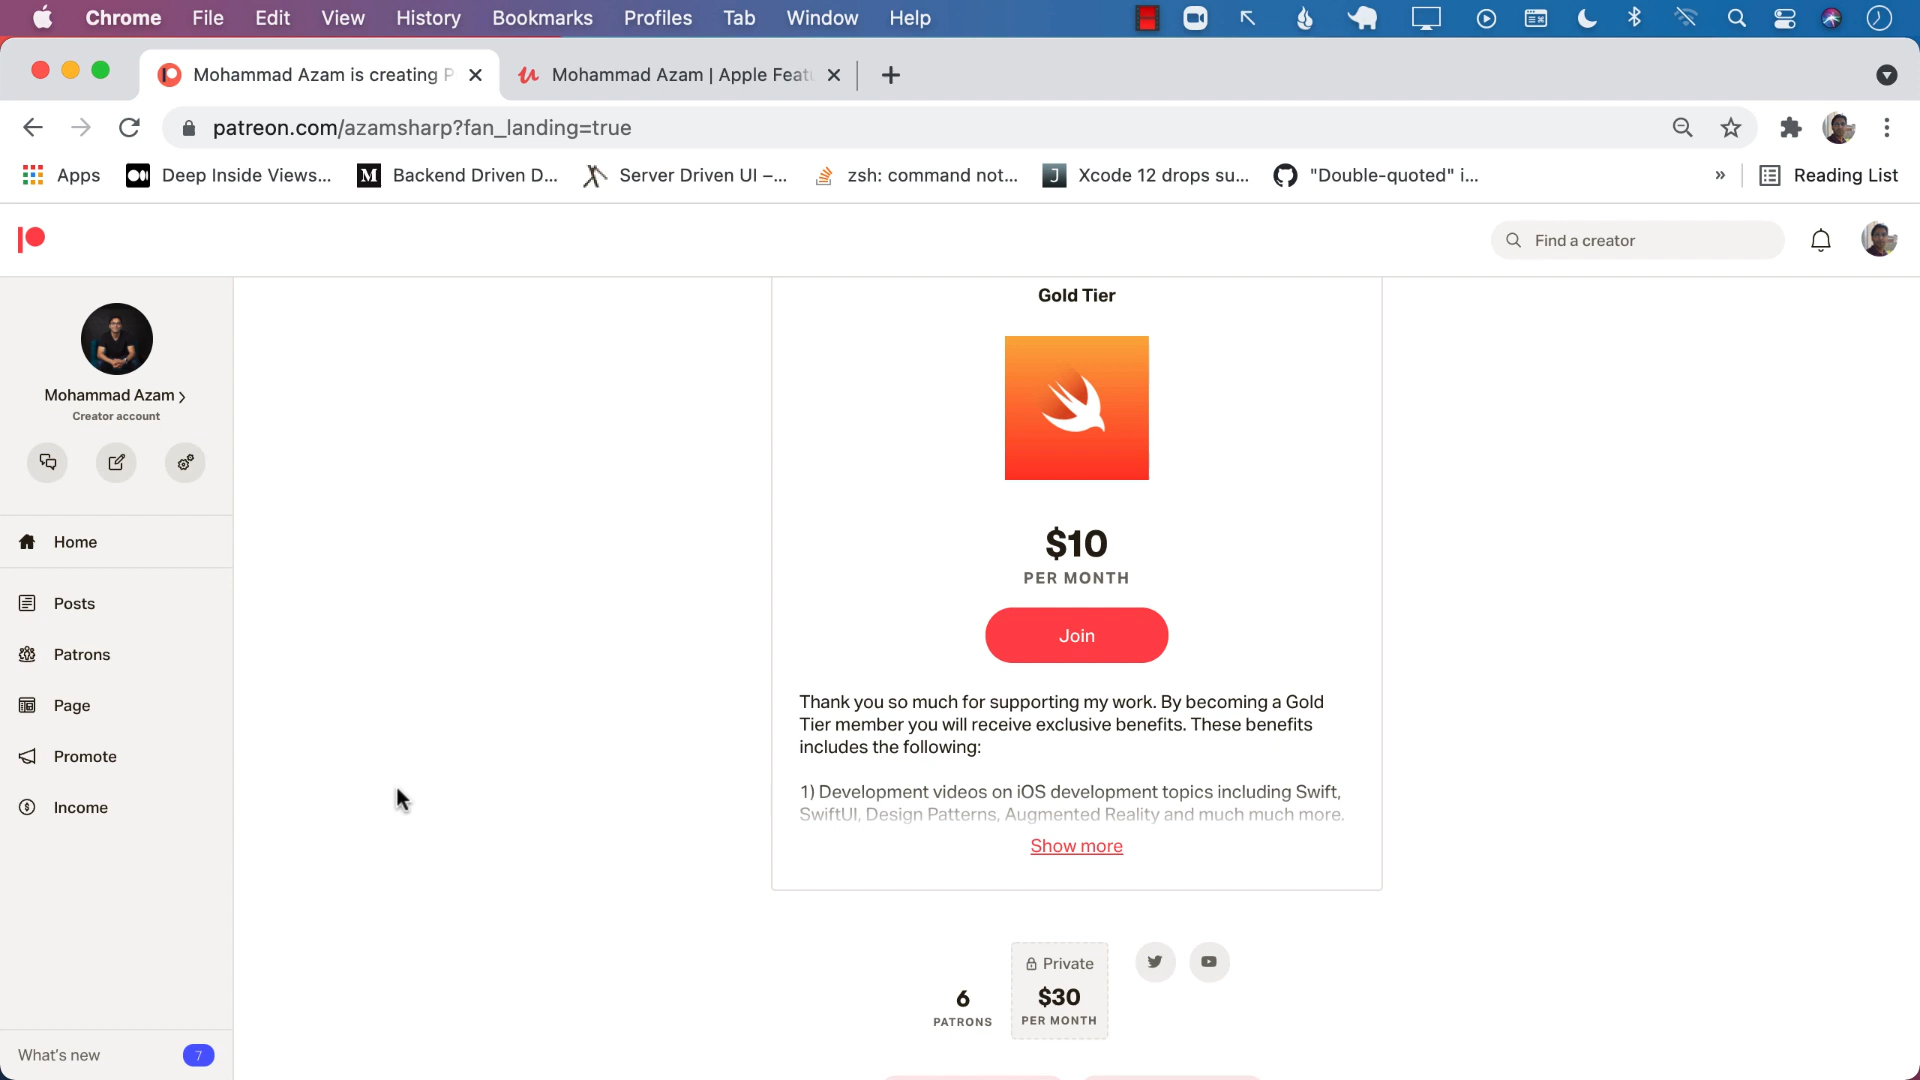 Chrome File Edit View History Bookmarks Profiles Tab Window Help
Mohammad Azam is creating P
Mohammad Azam | Apple Featu
patreon.com/azamsharp?fan_landing=true
Apps
Deep Inside Views...
Backend Driven D...
Server Driven UI –...
zsh: command not...
Xcode 12 drops su...
"Double-quoted" i...
»
Reading List
Find a creator
Mohammad Azam
Creator account
Home
Posts
Patrons
Page
Promote
Income
What's new
7
Gold Tier
$10
PER MONTH
Join
Thank you so much for supporting my work. By becoming a Gold
Tier member you will receive exclusive benefits. These benefits
includes the following:
1) Development videos on iOS development topics including Swift,
SwiftUI, Design Patterns, Augmented Reality and much much more.
Show more
6
PATRONS
Private
$30
PER MONTH